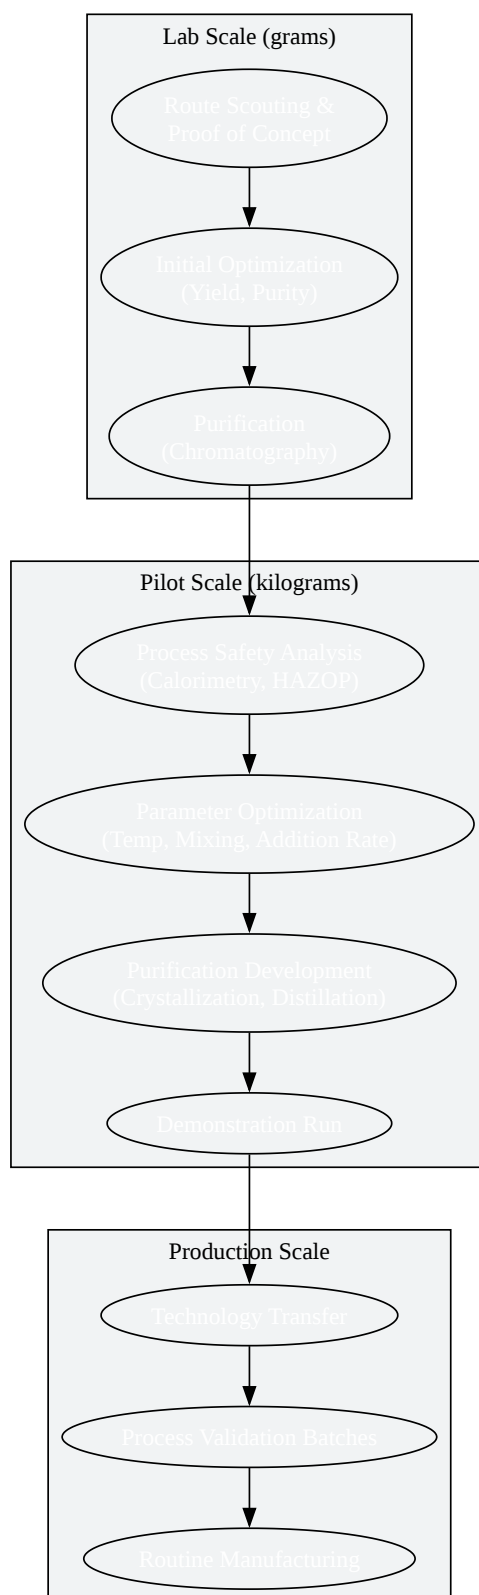 Lab Scale (grams)
Route Scouting &
Proof of Concept
Initial Optimization
(Yield, Purity)
Purification
(Chromatography)
Pilot Scale (kilograms)
Process Safety Analysis
(Calorimetry, HAZOP)
Parameter Optimization
(Temp, Mixing, Addition Rate)
Purification Development
(Crystallization, Distillation)
Demonstration Run
Production Scale
Technology Transfer
Process Validation Batches
Routine Manufacturing